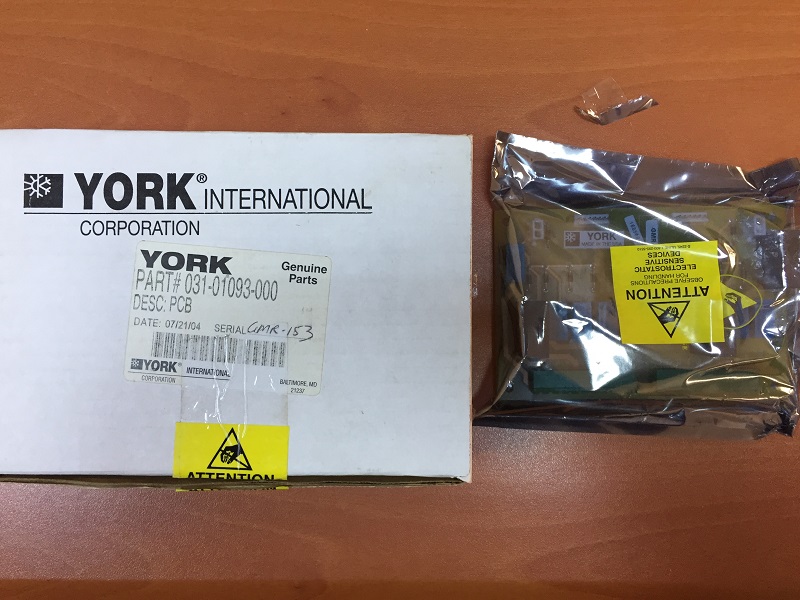 YORK® INTERNATIONAL
CORPORATION
YORK Genuine Parts
PART# 031-01093-000
DESC: PCB
DATE: 07/21/04 SERIAL GMR-153
YORK INTERNATIONAL
CORPORATION
BALTIMORE, MD
21237
ATTENTION
YORK
ATTENTION
OBSERVE PRECAUTIONS
FOR HANDLING
ELECTROSTATIC
SENSITIVE
DEVICES